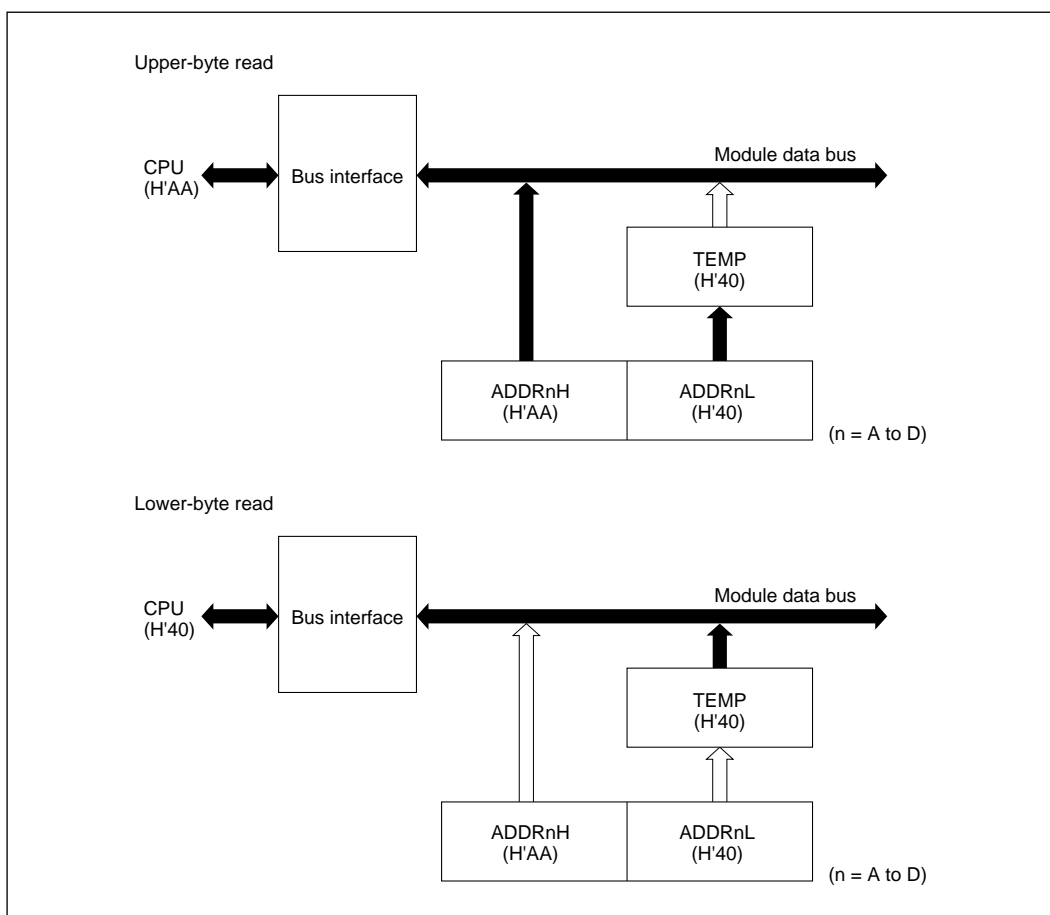 Upper-byte read
CPU
(H'AA)
Bus interface
Module data bus
TEMP
(H'40)
ADDRnH
(H'AA)
ADDRnL
(H'40)
(n = A to D)
Lower-byte read
CPU
(H'40)
Bus interface
Module data bus
TEMP
(H'40)
ADDRnH
(H'AA)
ADDRnL
(H'40)
(n = A to D)